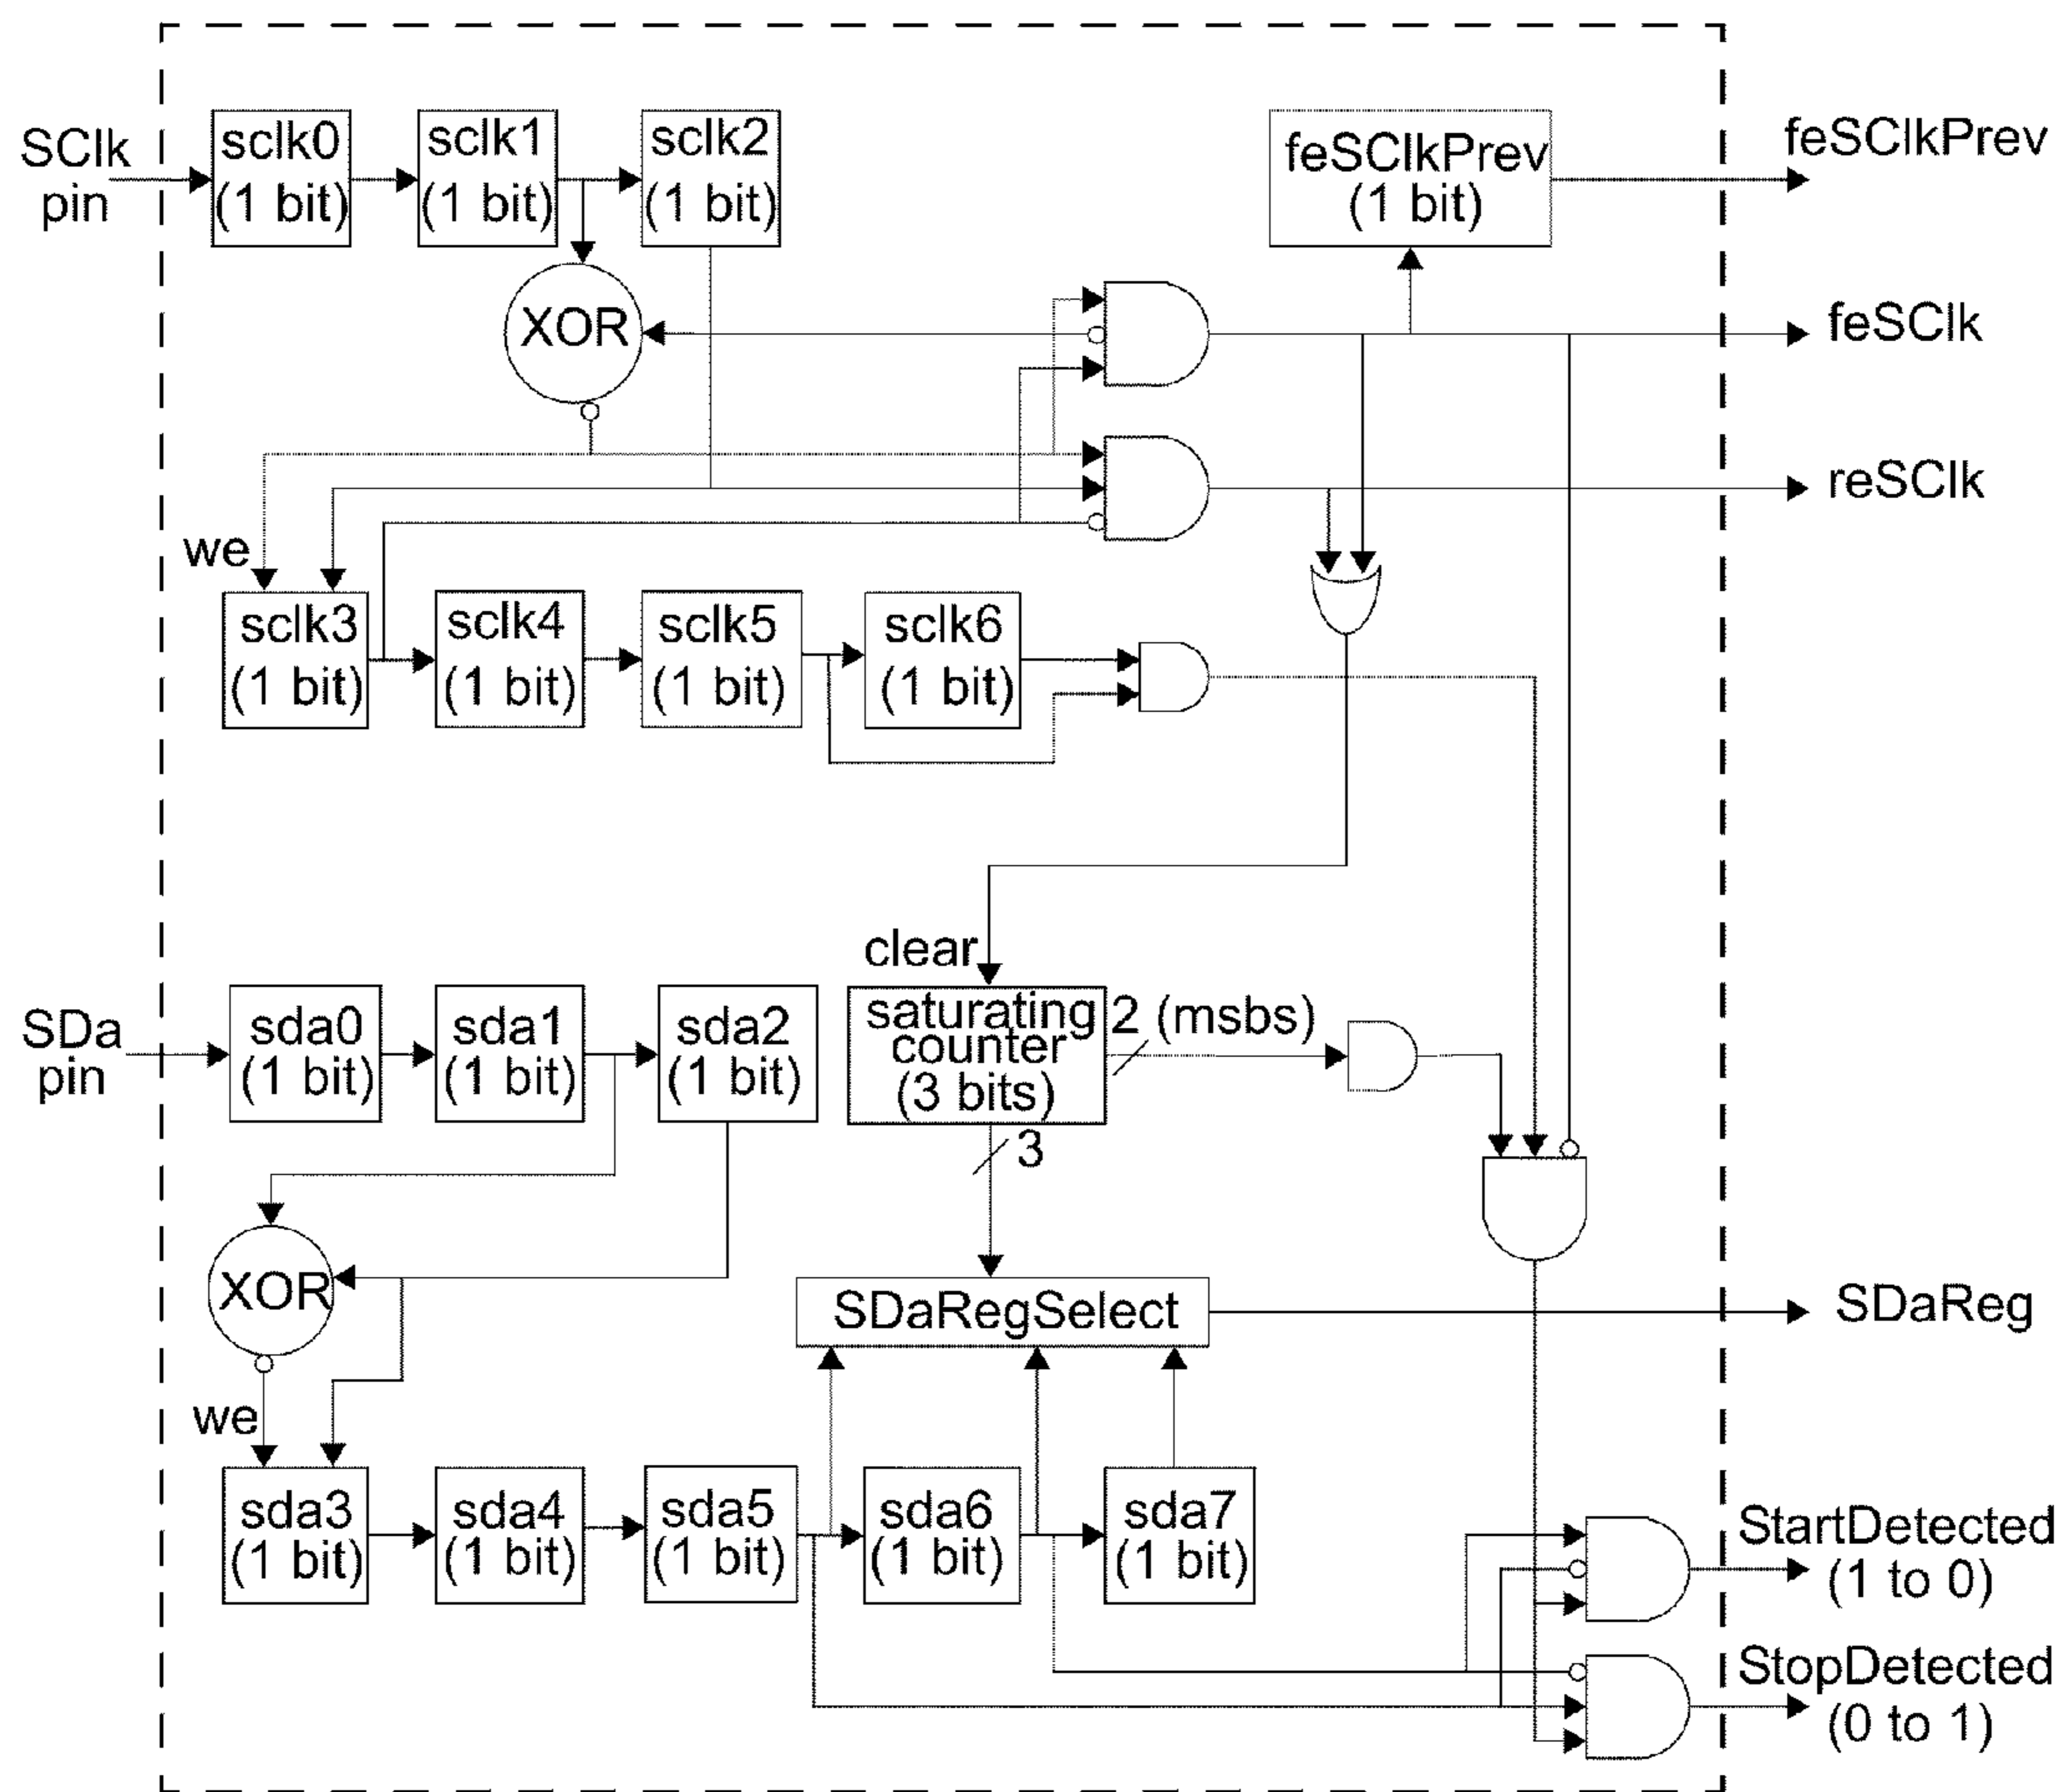 SClk
pin
sclk0
(1 bit)
sclk1
(1 bit)
sclk2
(1 bit)
feSClkPrev
(1 bit)
feSClkPrev
XOR
feSClk
reSClk
we
sclk3
(1 bit)
sclk4
(1 bit)
sclk5
(1 bit)
sclk6
(1 bit)
clear
SDa
pin
sda0
(1 bit)
sda1
(1 bit)
sda2
(1 bit)
saturating
counter
(3 bits)
2 (msbs)
3
XOR
SDaRegSelect
SDaReg
we
sda3
(1 bit)
sda4
(1 bit)
sda5
(1 bit)
sda6
(1 bit)
sda7
(1 bit)
StartDetected
(1 to 0)
StopDetected
(0 to 1)